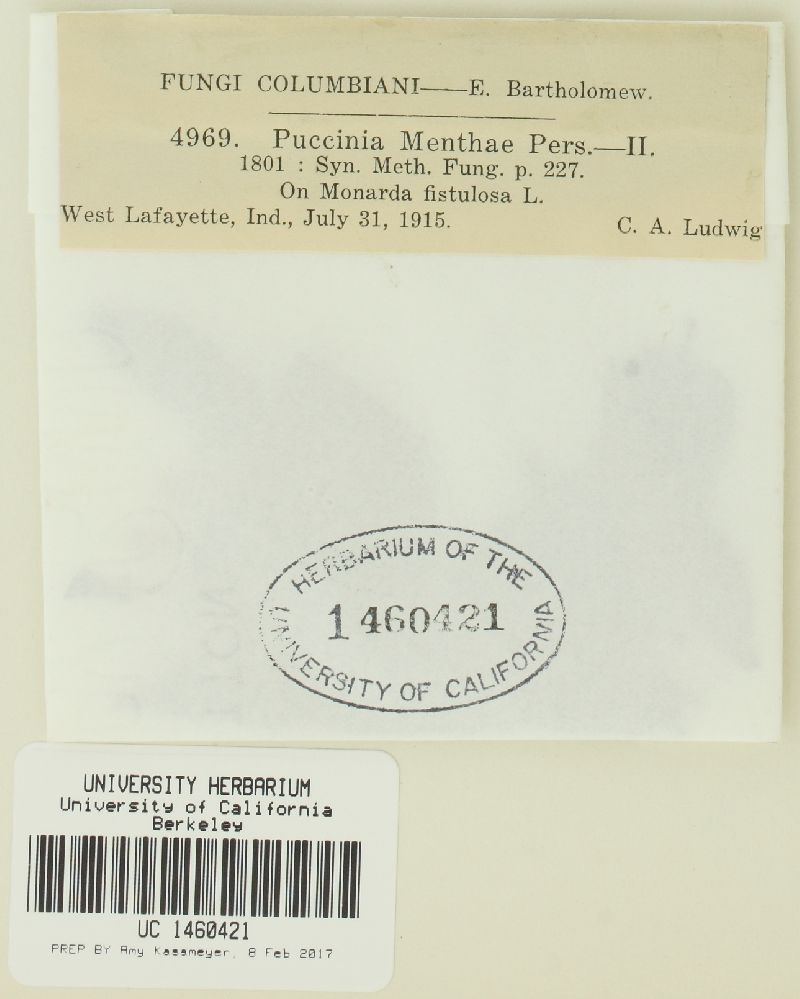 FUNGI COLUMBIANI——E. Bartholomew.
4969. Puccinia Menthae Pers.—II.
1801 : Syn. Meth. Fung. p. 227.
On Monarda fistulosa L.
West Lafayette, Ind., July 31, 1915. C. A. Ludwig
HERBARIUM OF THE
1460421
UNIVERSITY OF CALIFORNIA
UNIVERSITY HERBARIUM
University of California
Berkeley
UC 1460421
PREP BY Amy Kasameyer, 8 Feb 2017